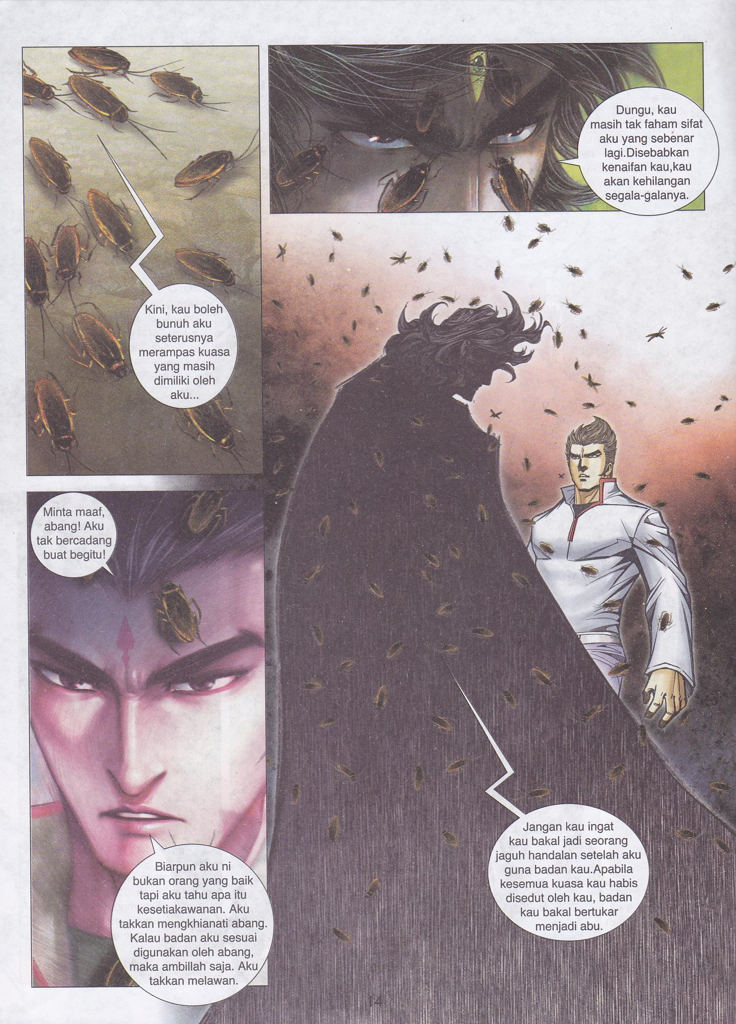 Kini, kau boleh
bunuh aku
seterusnya
merampas kuasa
yang masih
dimiliki oleh
aku...
Dungu, kau
masih tak faham sifat
aku yang sebenar
lagi.Disebabkan
kenaifan kau,kau
akan kehilangan
segala-galanya.
Minta maaf,
abang! Aku
tak bercadang
buat begitu!
Biarpun aku ni
bukan orang yang baik
tapi aku tahu apa itu
kesetiakawanan. Aku
takkan mengkhianati abang.
Kalau badan aku sesuai
digunakan oleh abang,
maka ambillah saja. Aku
takkan melawan.
Jangan kau ingat
kau bakal jadi seorang
jaguh handalan setelah aku
guna badan kau.Apabila
kesemua kuasa kau habis
disedut oleh kau, badan
kau bakal bertukar
menjadi abu.
14